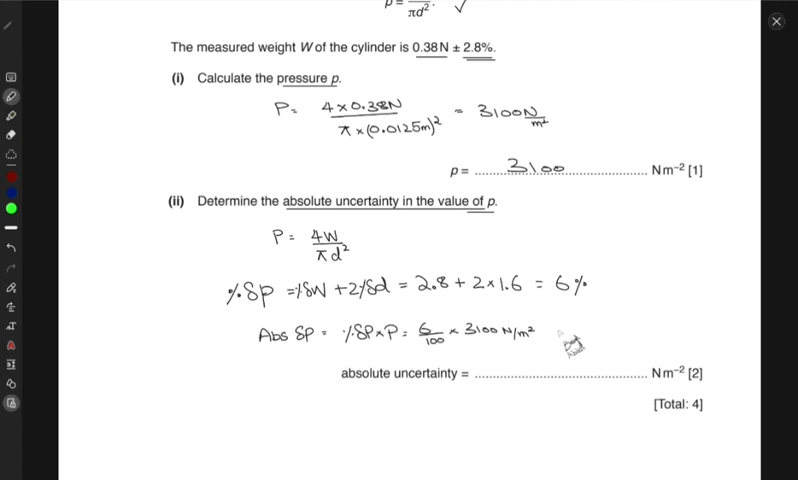 p = πd². ✓
The measured weight W of the cylinder is 0.38 N ± 2.8%.
(i) Calculate the pressure p.
P = 4 × 0.38N / π × (0.0125m)² = 3100 N/m²
p = 3100 N m⁻² [1]
(ii) Determine the absolute uncertainty in the value of p.
P = 4W / πd²
%δp = %δW + 2%δd = 2.8 + 2 × 1.6 = 6%
Abs δP = %δP × P = 6/100 × 3100 N/m²
absolute uncertainty = N m⁻² [2]
[Total: 4]